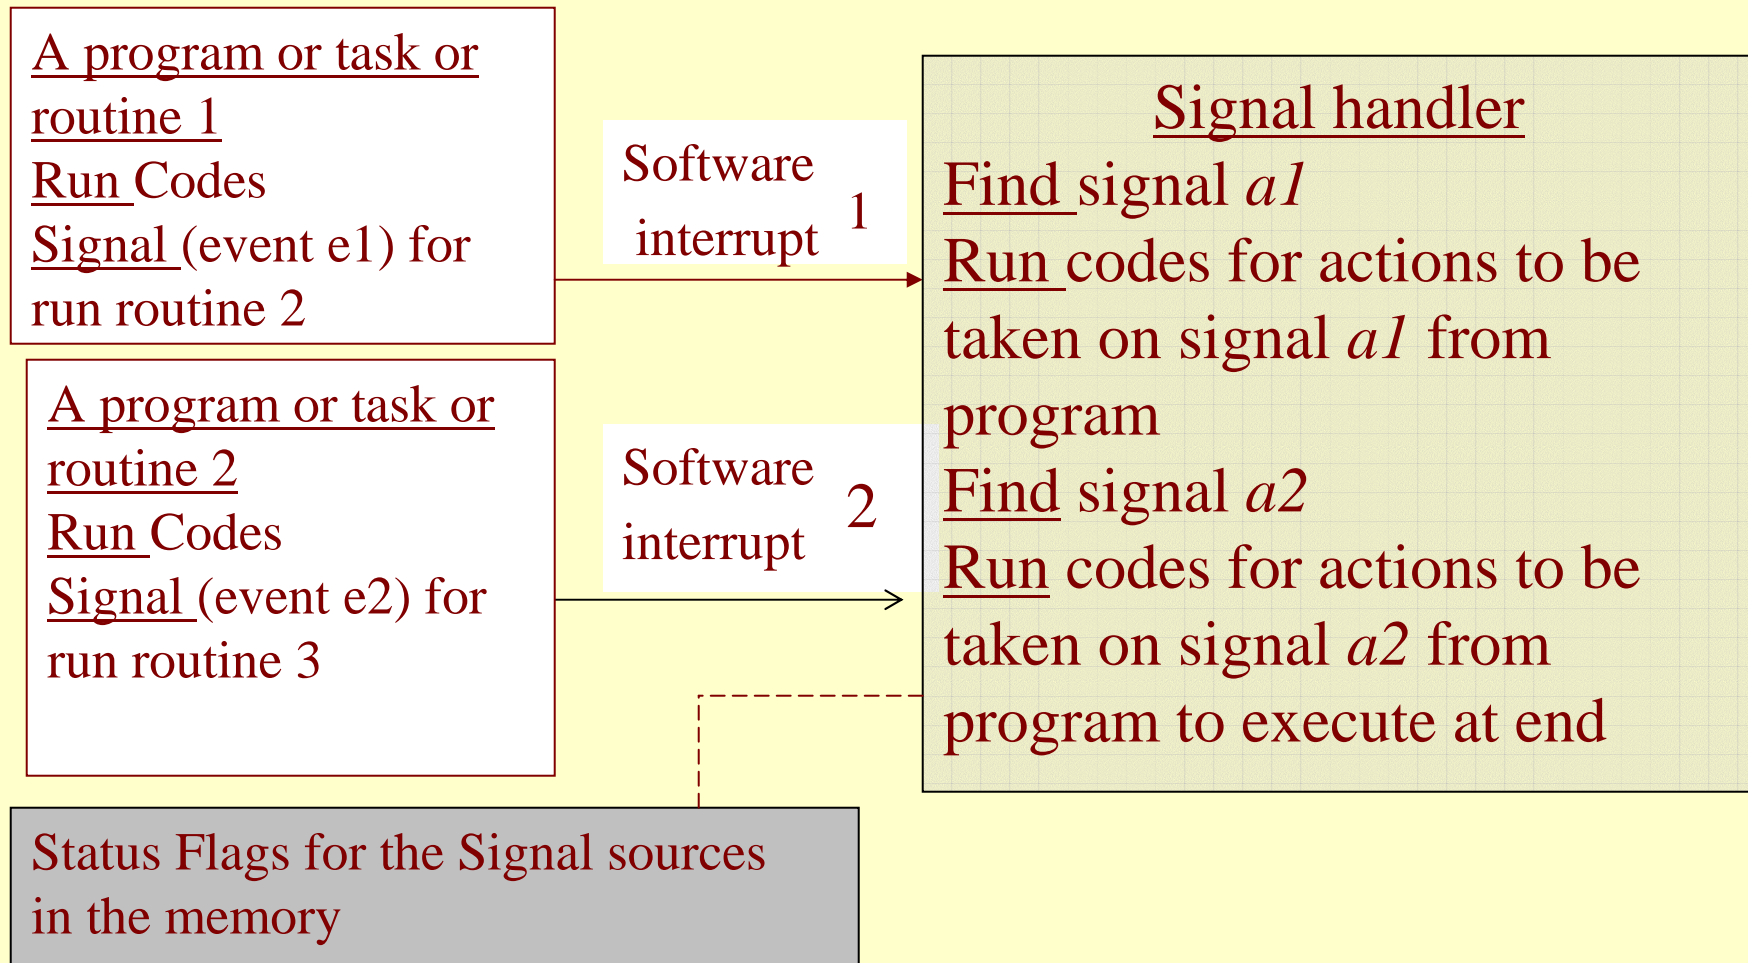 A program or task or
routine 1
Run Codes
Signal (event e1) for
run routine 2
Software
interrupt 1
A program or task or
routine 2
Run Codes
Signal (event e2) for
run routine 3
Software
interrupt 2
Signal handler
Find signal a1
Run codes for actions to be
taken on signal a1 from
program
Find signal a2
Run codes for actions to be
taken on signal a2 from
program to execute at end
Status Flags for the Signal sources
in the memory